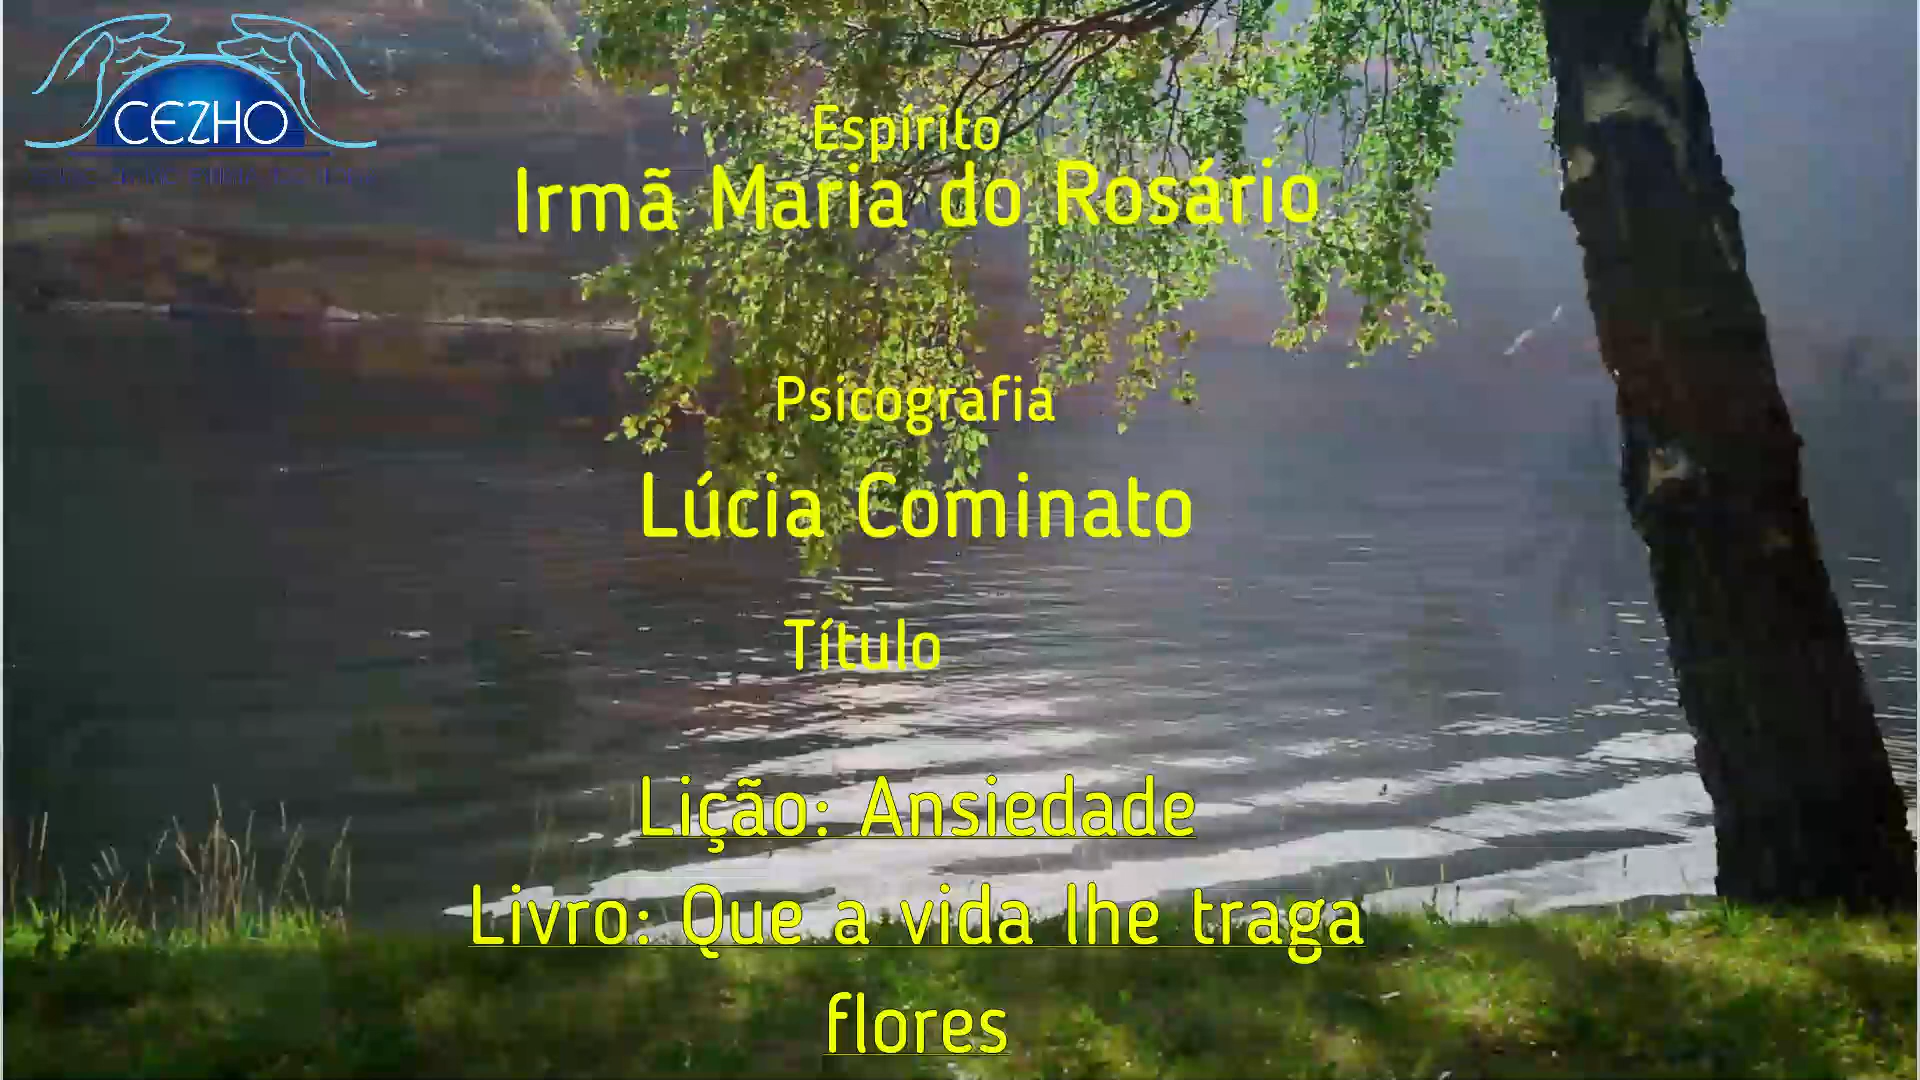 CEZHO
Espírito
Irmã Maria do Rosário
Psicografia
Lúcia Cominato
Título
Lição: Ansiedade
Livro: Que a vida lhe traga
flores